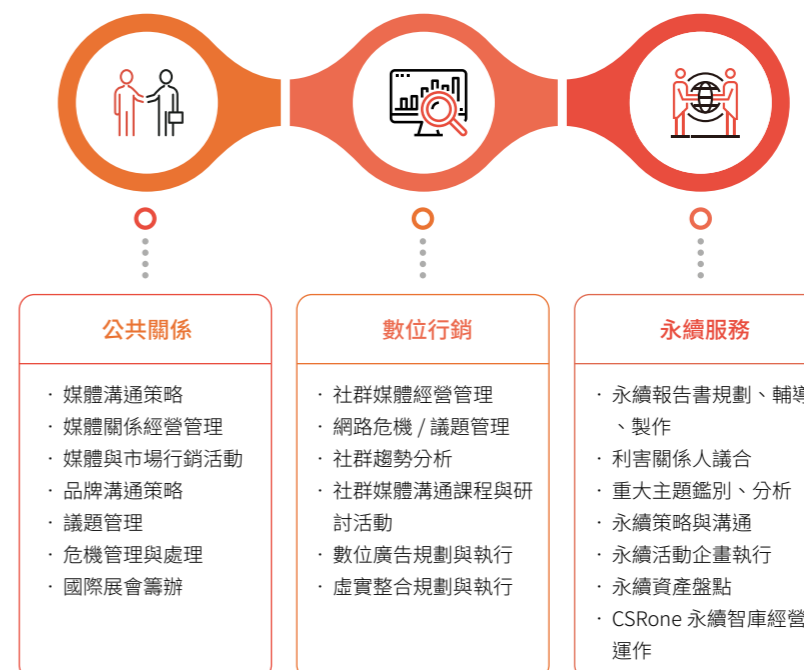 公共關係
· 媒體溝通策略
· 媒體關係經營管理
· 媒體與市場行銷活動
· 品牌溝通策略
· 議題管理
· 危機管理與處理
· 國際展會籌辦
數位行銷
· 社群媒體經營管理
· 網路危機 / 議題管理
· 社群趨勢分析
· 社群媒體溝通課程與研
討活動
· 數位廣告規劃與執行
· 虛實整合規劃與執行
永續服務
· 永續報告書規劃、輔導
、製作
· 利害關係人議合
· 重大主題鑑別、分析
· 永續策略與溝通
· 永續活動企畫執行
· 永續資產盤點
· CSRone 永續智庫經營
運作